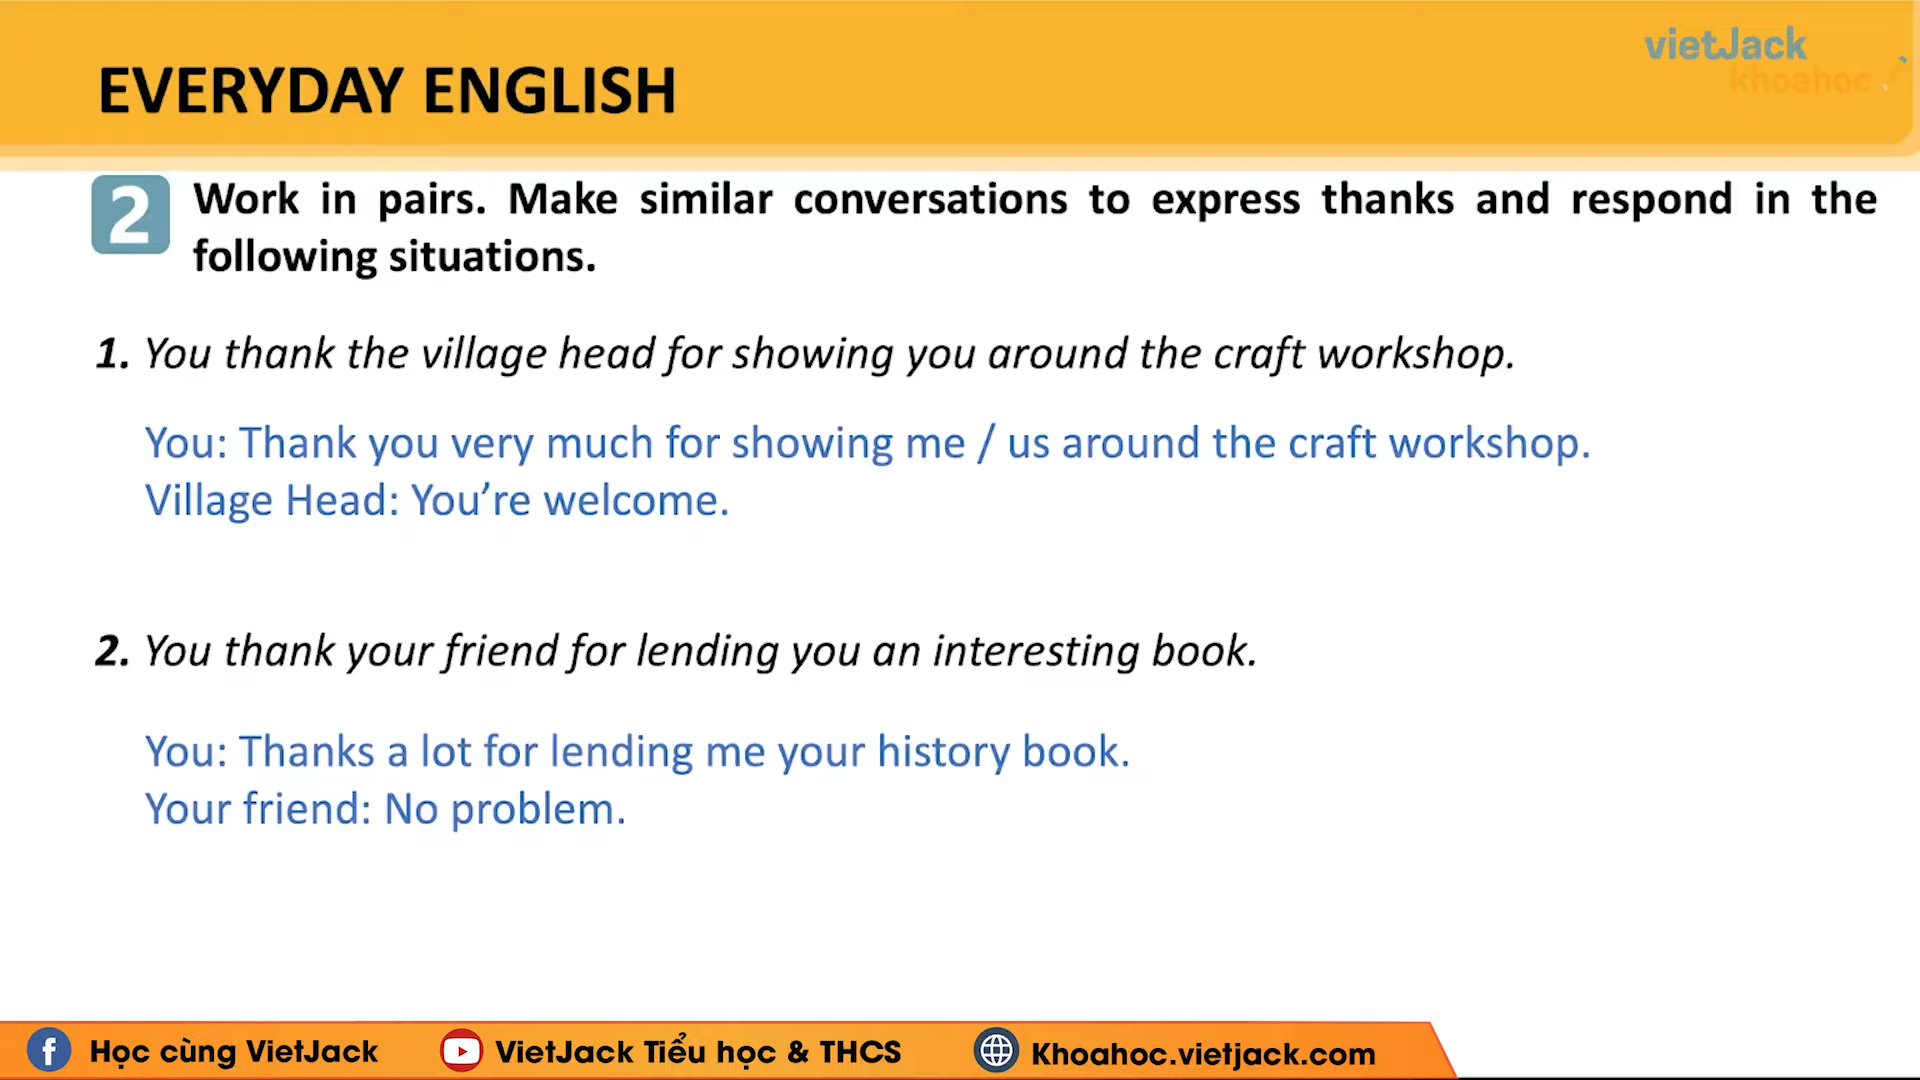 vietJack
khoahoc
EVERYDAY ENGLISH
2 Work in pairs. Make similar conversations to express thanks and respond in the
following situations.
1. You thank the village head for showing you around the craft workshop.
You: Thank you very much for showing me / us around the craft workshop.
Village Head: You’re welcome.
2. You thank your friend for lending you an interesting book.
You: Thanks a lot for lending me your history book.
Your friend: No problem.
Học cùng VietJack VietJack Tiểu học & THCS Khoahoc.vietjack.com